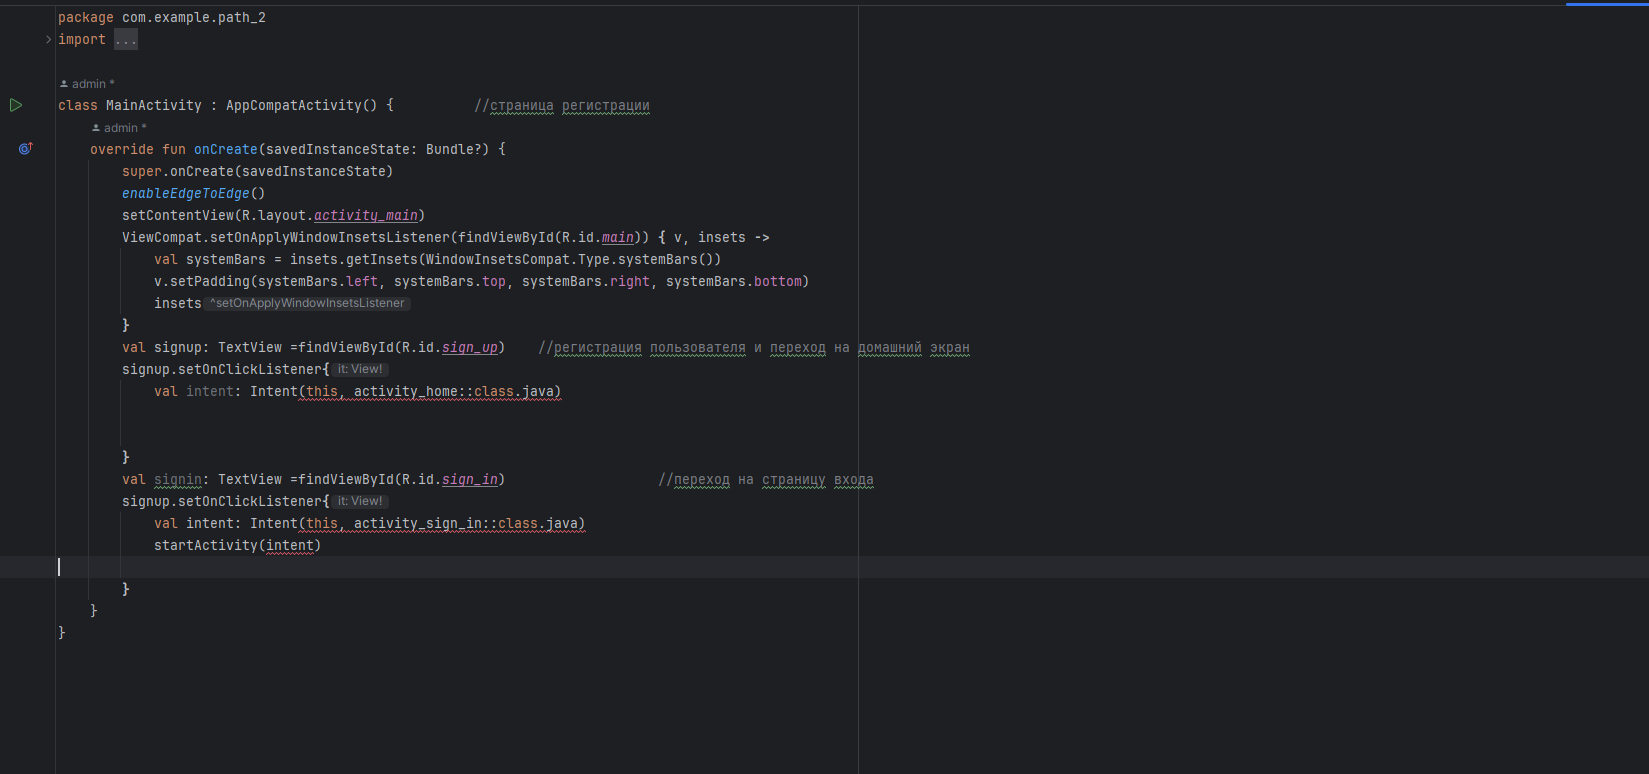 package com.example.path_2
import ...
admin *
class MainActivity : AppCompatActivity() { //страница регистрации
admin *
override fun onCreate(savedInstanceState: Bundle?) {
super.onCreate(savedInstanceState)
enableEdgeToEdge()
setContentView(R.layout.activity_main)
ViewCompat.setOnApplyWindowInsetsListener(findViewById(R.id.main)) { v, insets ->
val systemBars = insets.getInsets(WindowInsetsCompat.Type.systemBars())
v.setPadding(systemBars.left, systemBars.top, systemBars.right, systemBars.bottom)
insets ^setOnApplyWindowInsetsListener
}
val signup: TextView =findViewById(R.id.sign_up) //регистрация пользователя и переход на домашний экран
signup.setOnClickListener{ it: View!
val intent: Intent(this, activity_home::class.java)
}
val signin: TextView =findViewById(R.id.sign_in) //переход на страницу входа
signup.setOnClickListener{ it: View!
val intent: Intent(this, activity_sign_in::class.java)
startActivity(intent)
}
}
}